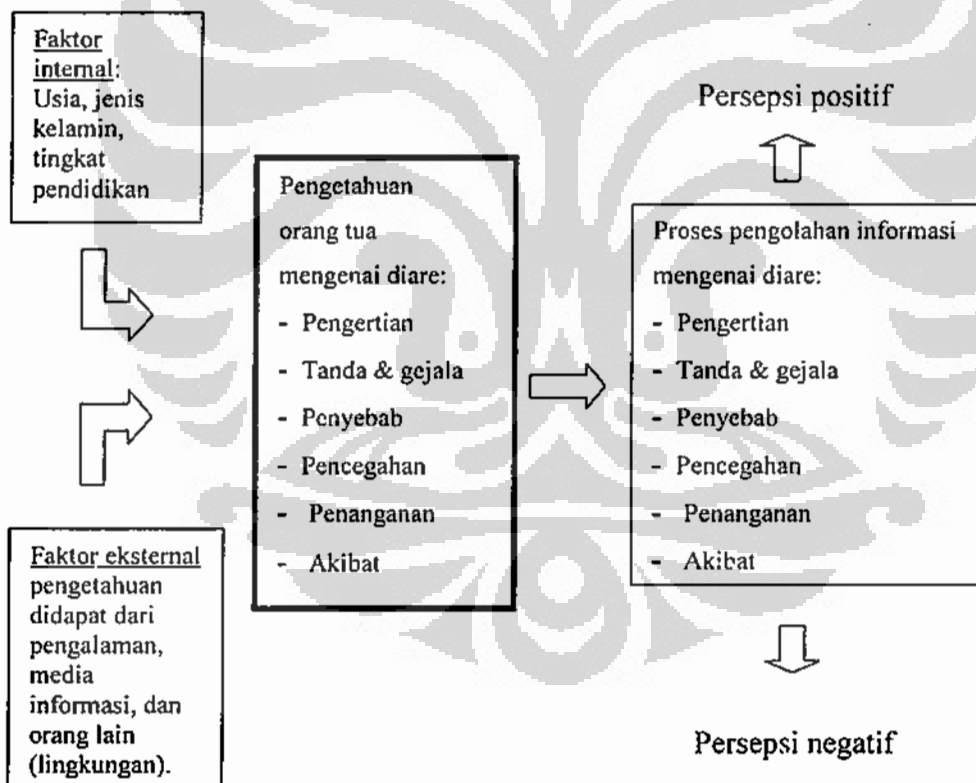 Faktor
internal:
Usia, jenis
kelamin,
tingkat
pendidikan
Faktor eksternal
pengetahuan
didapat dari
pengalaman,
media
informasi, dan
orang lain
(lingkungan).
Pengetahuan
orang tua
mengenai diare:
- Pengertian
- Tanda & gejala
- Penyebab
- Pencegahan
- Penanganan
- Akibat
Persepsi positif
Proses pengolahan informasi
mengenai diare:
- Pengertian
- Tanda & gejala
- Penyebab
- Pencegahan
- Penanganan
- Akibat
Persepsi negatif